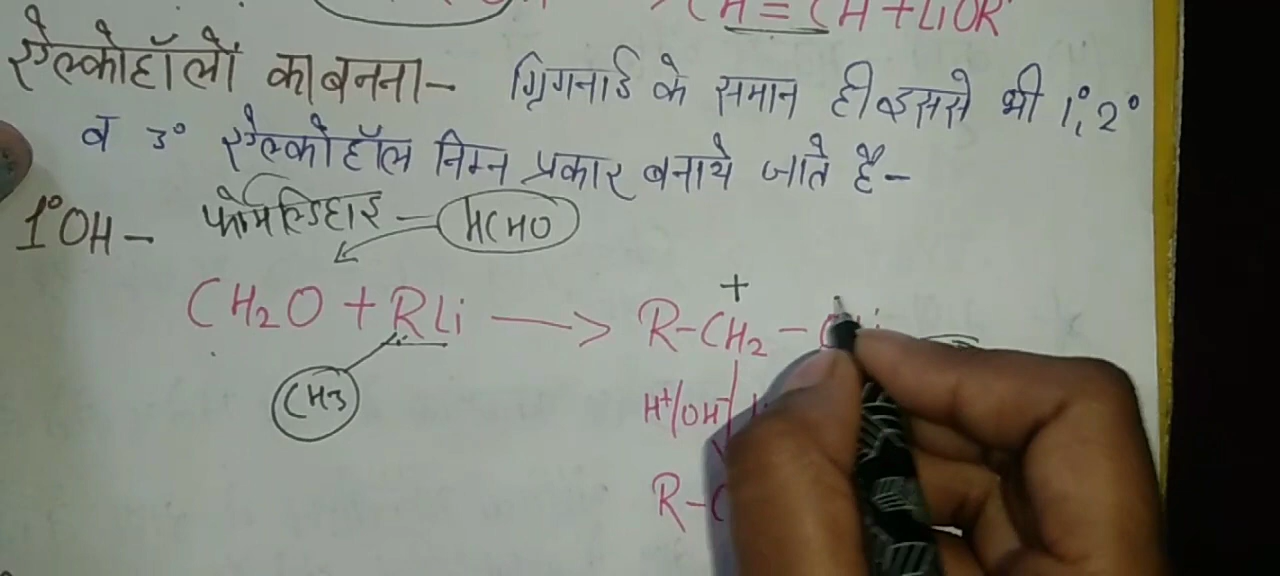 CH ≡ CH + LiOR
ऐल्कोहॉलों का बनना - ग्रिगनार्ड के समान ही इससे भी 1°, 2°
व 3° ऐल्कोहॉल निम्न प्रकार बनाये जाते है -
1° OH - फोर्मल्डिहाइ - HCHO
+
CH2O + RLi → R-CH2 -
CH3
H+/OH-
R-C